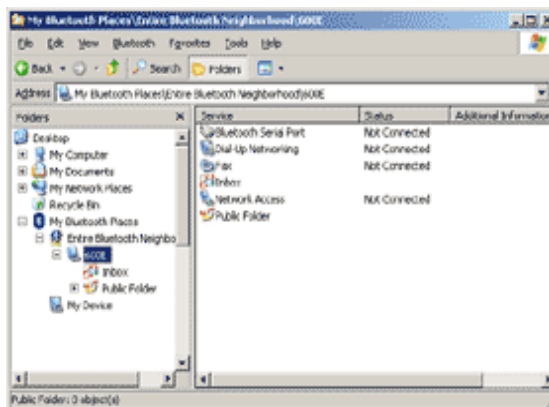 My Bluetooth Places\Entire Bluetooth Neighborhood\600E
File Edit View Bluetooth Favorites Tools Help
Back Search Folders
Address My Bluetooth Places\Entire Bluetooth Neighborhood\600E
Folders Service Status Additional Information
Desktop Bluetooth Serial Port Not Connected
My Computer Dial-Up Networking Not Connected
My Documents Fax Not Connected
My Network Places Inbox
Recycle Bin Network Access Not Connected
My Bluetooth Places Public Folder
Entire Bluetooth Neighbo
600E
Inbox
Public Folder
My Device
Public Folder: 0 object(s)